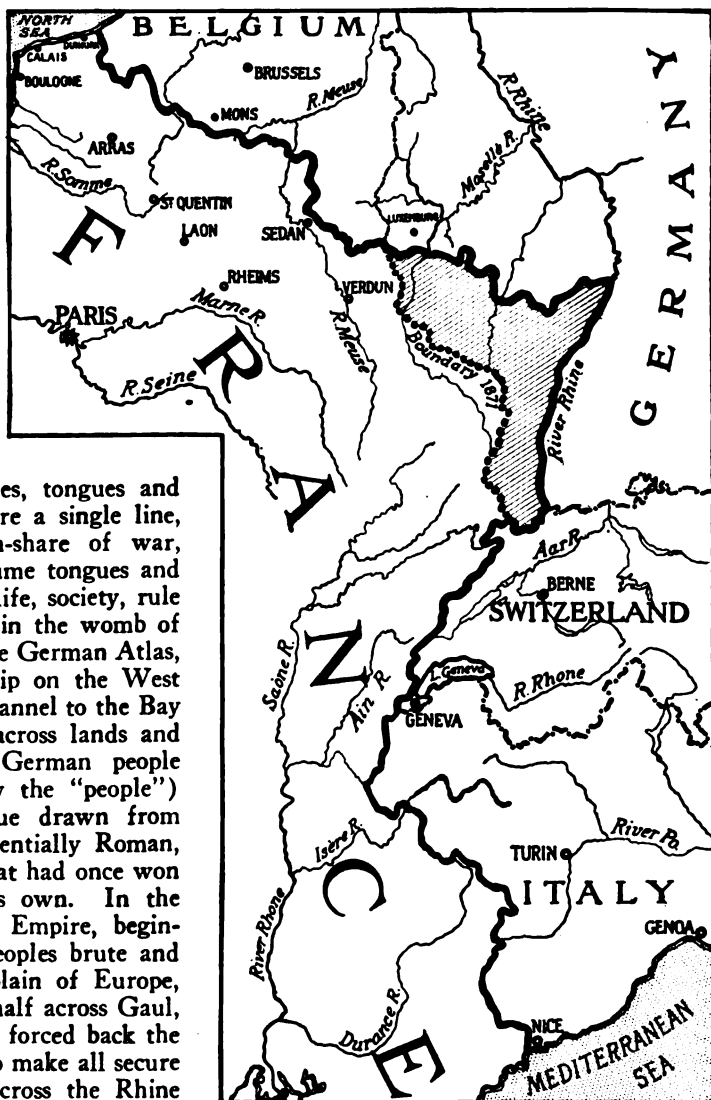 NORTH
SEA
DUNKIRK
CALAIS
BOULOGNE
BELGIUM
BRUSSELS
MONS
R. Meuse
R. Rhine
Moselle R.
GERMANY
ARRAS
R. Somme
ST QUENTIN
LAON
SEDAN
LUXEMBURG
RHEIMS
Marne R.
VERDUN
R. Meuse
PARIS
R. Seine
Boundary 1871
River Rhine
FRANCE
Aar R.
BERNE
SWITZERLAND
Saône R.
Ain R.
L. Geneva
GENEVA
R. Rhone
Isère R.
TURIN
River Po.
ITALY
GENOA
River Rhone
Durance R.
NICE
MEDITERRANEAN
SEA
es, tongues and
re a single line,
-share of war,
ume tongues and
life, society, rule
in the womb of
e German Atlas,
ip on the West
annel to the Bay
across lands and
German people
y the “people”)
ue drawn from
entially Roman,
at had once won
s own. In the
Empire, begin-
eoples brute and
lain of Europe,
half across Gaul,
forced back the
o make all secure
cross the Rhine